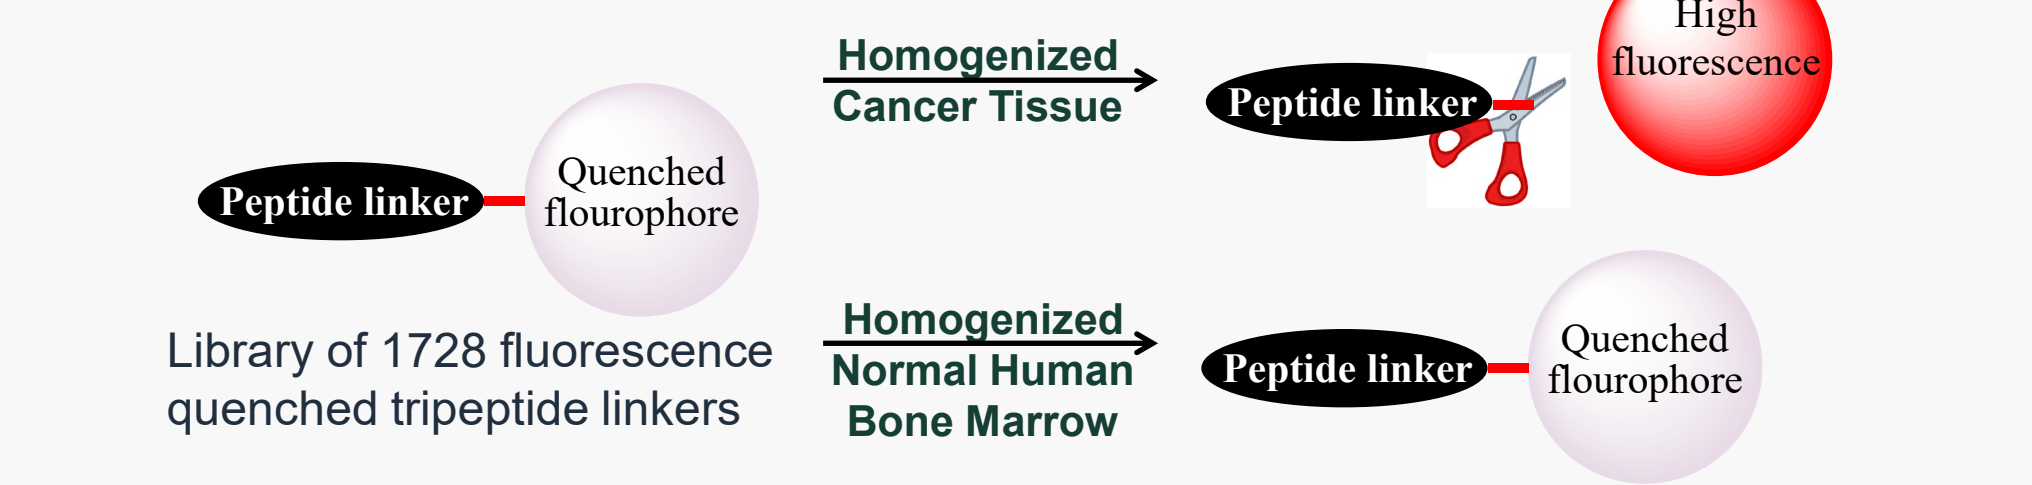 Peptide linker
Quenched
flourophore
Library of 1728 fluorescence
quenched tripeptide linkers
Homogenized
Cancer Tissue
Peptide linker
High
fluorescence
Homogenized
Normal Human
Bone Marrow
Peptide linker
Quenched
flourophore